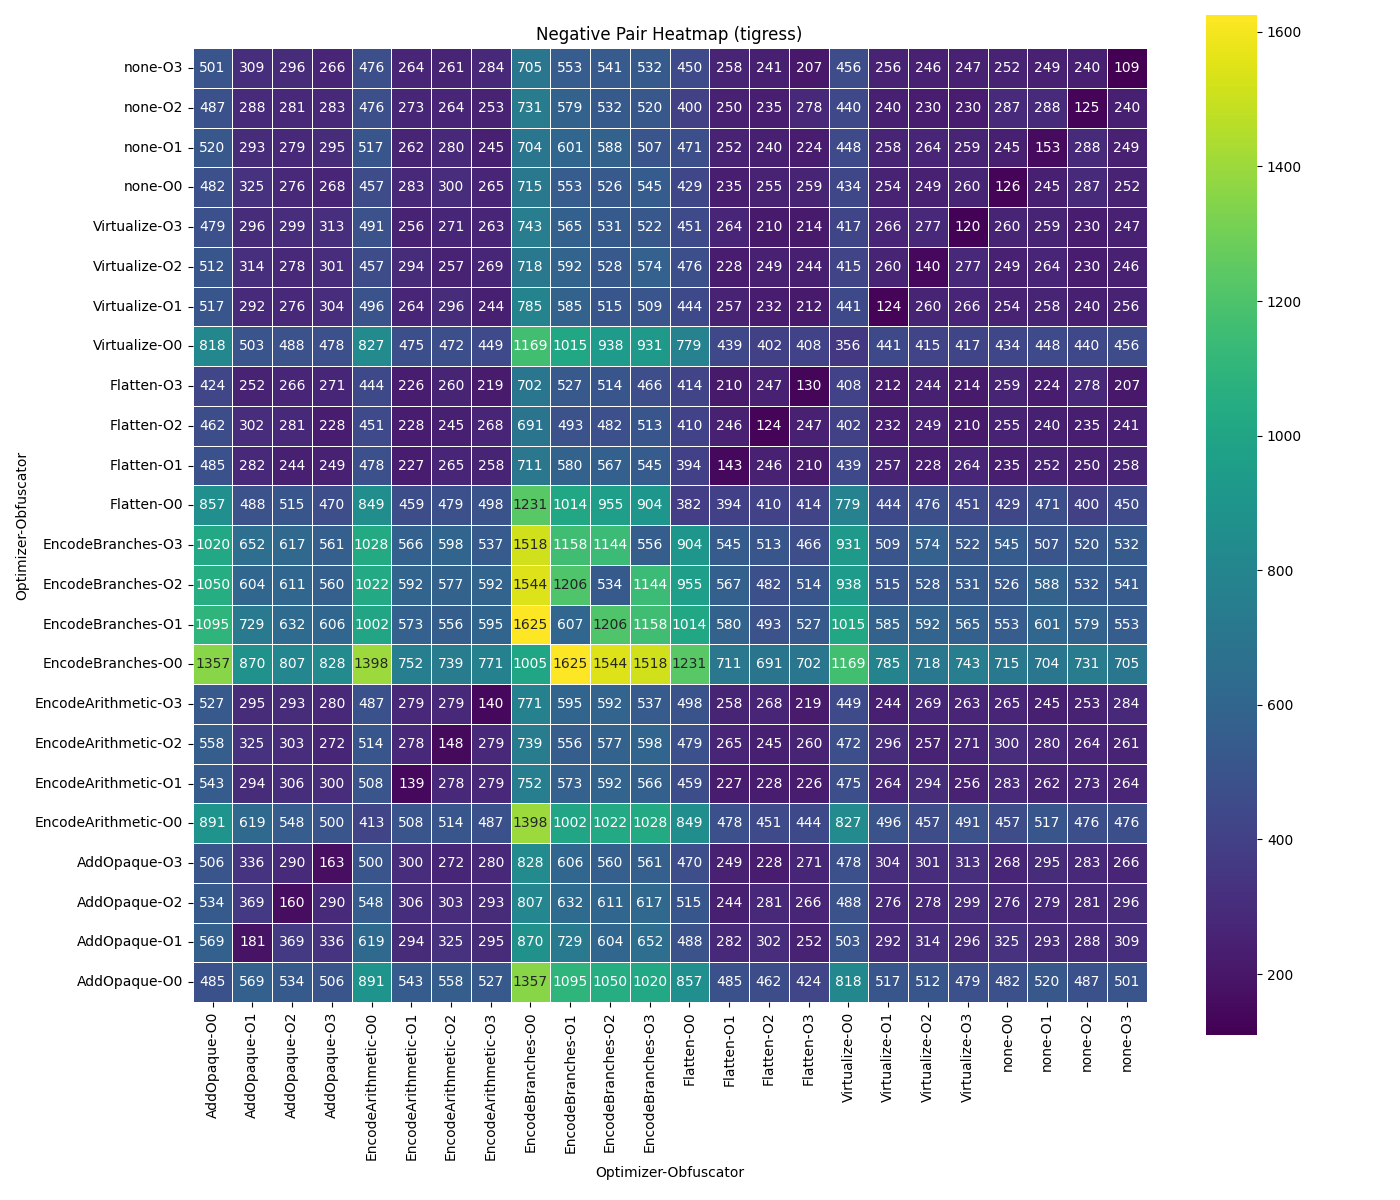 Negative Pair Heatmap (tigress)
none-O3 501 309 296 266 476 264 261 284 705 553 541 532 450 258 241 207 456 256 246 247 252 249 240 109
none-O2 487 288 281 283 476 273 264 253 731 579 532 520 400 250 235 278 440 240 230 230 287 288 125 240
none-O1 520 293 279 295 517 262 280 245 704 601 588 507 471 252 240 224 448 258 264 259 245 153 288 249
none-O0 482 325 276 268 457 283 300 265 715 553 526 545 429 235 255 259 434 254 249 260 126 245 287 252
Virtualize-O3 479 296 299 313 491 256 271 263 743 565 531 522 451 264 210 214 417 266 277 120 260 259 230 247
Virtualize-O2 512 314 278 301 457 294 257 269 718 592 528 574 476 228 249 244 415 260 140 277 249 264 230 246
Virtualize-O1 517 292 276 304 496 264 296 244 785 585 515 509 444 257 232 212 441 124 260 266 254 258 240 256
Virtualize-O0 818 503 488 478 827 475 472 449 1169 1015 938 931 779 439 402 408 356 441 415 417 434 448 440 456
Flatten-O3 424 252 266 271 444 226 260 219 702 527 514 466 414 210 247 130 408 212 244 214 259 224 278 207
Flatten-O2 462 302 281 228 451 228 245 268 691 493 482 513 410 246 124 247 402 232 249 210 255 240 235 241
Flatten-O1 485 282 244 249 478 227 265 258 711 580 567 545 394 143 246 210 439 257 228 264 235 252 250 258
Flatten-O0 857 488 515 470 849 459 479 498 1231 1014 955 904 382 394 410 414 779 444 476 451 429 471 400 450
EncodeBranches-O3 1020 652 617 561 1028 566 598 537 1518 1158 1144 556 904 545 513 466 931 509 574 522 545 507 520 532
EncodeBranches-O2 1050 604 611 560 1022 592 577 592 1544 1206 534 1144 955 567 482 514 938 515 528 531 526 588 532 541
EncodeBranches-O1 1095 729 632 606 1002 573 556 595 1625 607 1206 1158 1014 580 493 527 1015 585 592 565 553 601 579 553
EncodeBranches-O0 1357 870 807 828 1398 752 739 771 1005 1625 1544 1518 1231 711 691 702 1169 785 718 743 715 704 731 705
EncodeArithmetic-O3 527 295 293 280 487 279 279 140 771 595 592 537 498 258 268 219 449 244 269 263 265 245 253 284
EncodeArithmetic-O2 558 325 303 272 514 278 148 279 739 556 577 598 479 265 245 260 472 296 257 271 300 280 264 261
EncodeArithmetic-O1 543 294 306 300 508 139 278 279 752 573 592 566 459 227 228 226 475 264 294 256 283 262 273 264
EncodeArithmetic-O0 891 619 548 500 413 508 514 487 1398 1002 1022 1028 849 478 451 444 827 496 457 491 457 517 476 476
AddOpaque-O3 506 336 290 163 500 300 272 280 828 606 560 561 470 249 228 271 478 304 301 313 268 295 283 266
AddOpaque-O2 534 369 160 290 548 306 303 293 807 632 611 617 515 244 281 266 488 276 278 299 276 279 281 296
AddOpaque-O1 569 181 369 336 619 294 325 295 870 729 604 652 488 282 302 252 503 292 314 296 325 293 288 309
AddOpaque-O0 485 569 534 506 891 543 558 527 1357 1095 1050 1020 857 485 462 424 818 517 512 479 482 520 487 501
Optimizer-Obfuscator
AddOpaque-O0
AddOpaque-O1
AddOpaque-O2
AddOpaque-O3
EncodeArithmetic-O0
EncodeArithmetic-O1
EncodeArithmetic-O2
EncodeArithmetic-O3
EncodeBranches-O0
EncodeBranches-O1
EncodeBranches-O2
EncodeBranches-O3
Flatten-O0
Flatten-O1
Flatten-O2
Flatten-O3
Virtualize-O0
Virtualize-O1
Virtualize-O2
Virtualize-O3
none-O0
none-O1
none-O2
none-O3
Optimizer-Obfuscator
1600
1400
1200
1000
800
600
400
200